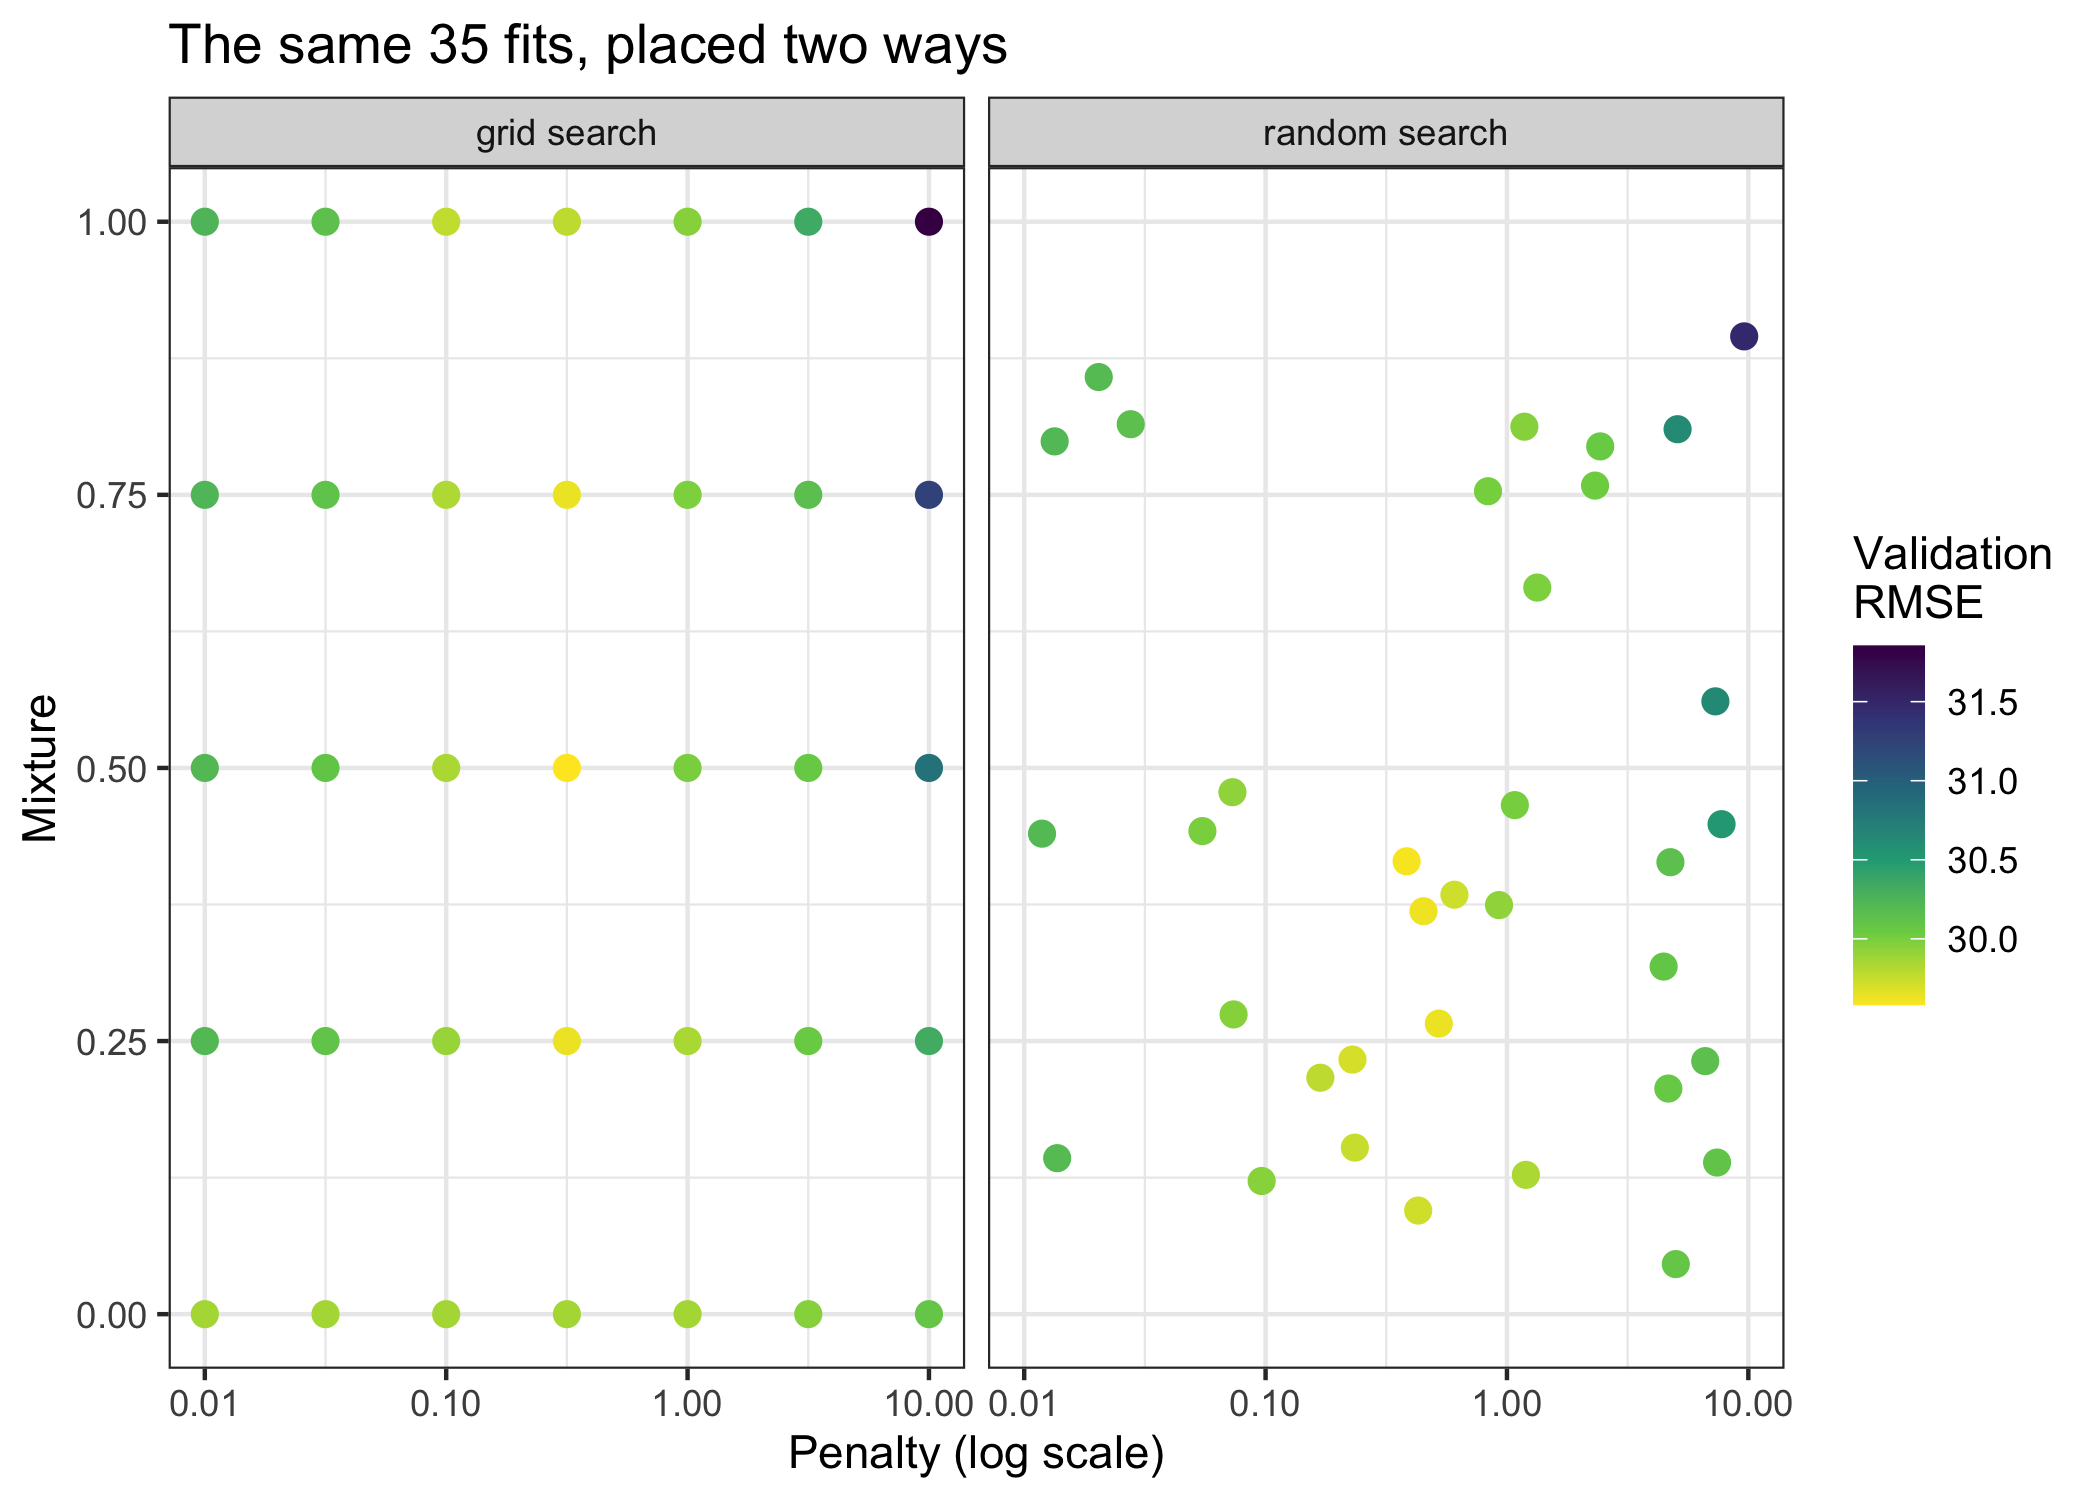 The same 35 fits, placed two ways
grid search
random search
1.00
0.75
0.50
0.25
0.00
Mixture
0.01
0.10
1.00
10.00
0.01
0.10
1.00
10.00
Penalty (log scale)
Validation
RMSE
31.5
31.0
30.5
30.0